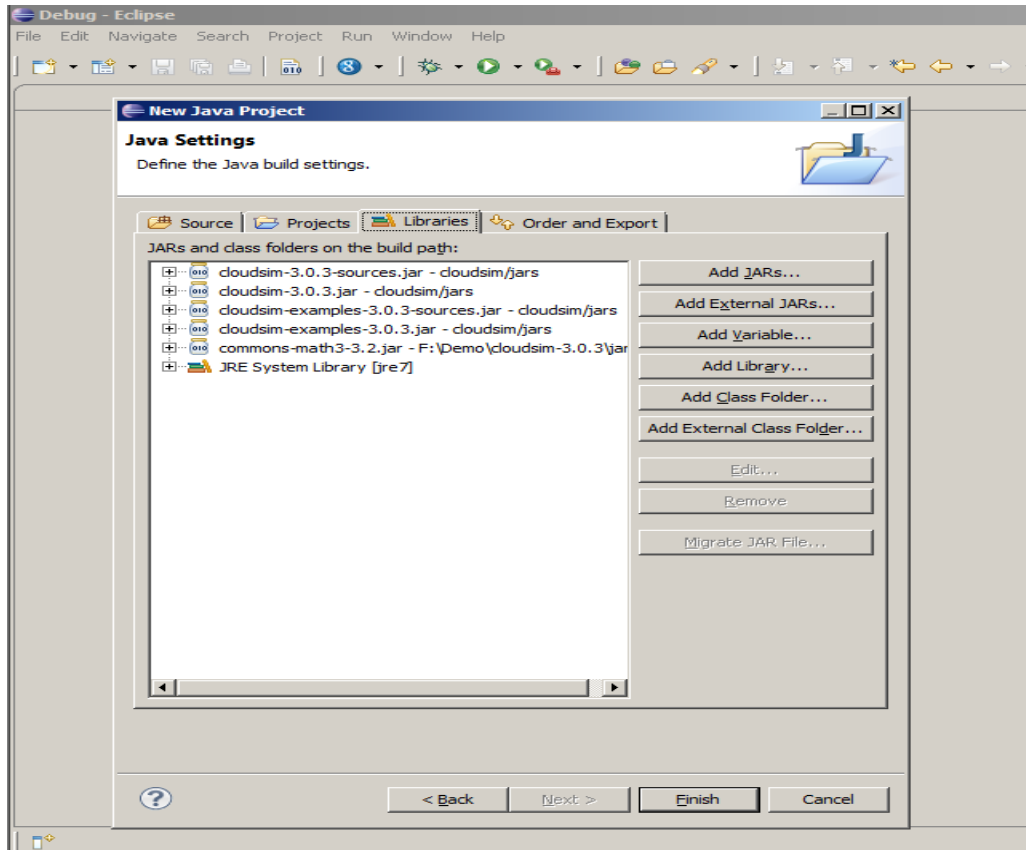 Debug - Eclipse
File Edit Navigate Search Project Run Window Help
New Java Project
Java Settings
Define the Java build settings.
Source Projects Libraries Order and Export
JARs and class folders on the build path:
cloudsim-3.0.3-sources.jar - cloudsim/jars
cloudsim-3.0.3.jar - cloudsim/jars
cloudsim-examples-3.0.3-sources.jar - cloudsim/jars
cloudsim-examples-3.0.3.jar - cloudsim/jars
commons-math3-3.2.jar - F:\Demo\cloudsim-3.0.3\jar
JRE System Library [jre7]
Add JARs...
Add External JARs...
Add Variable...
Add Library...
Add Class Folder...
Add External Class Folder...
Edit...
Remove
Migrate JAR File...
? < Back Next > Finish Cancel